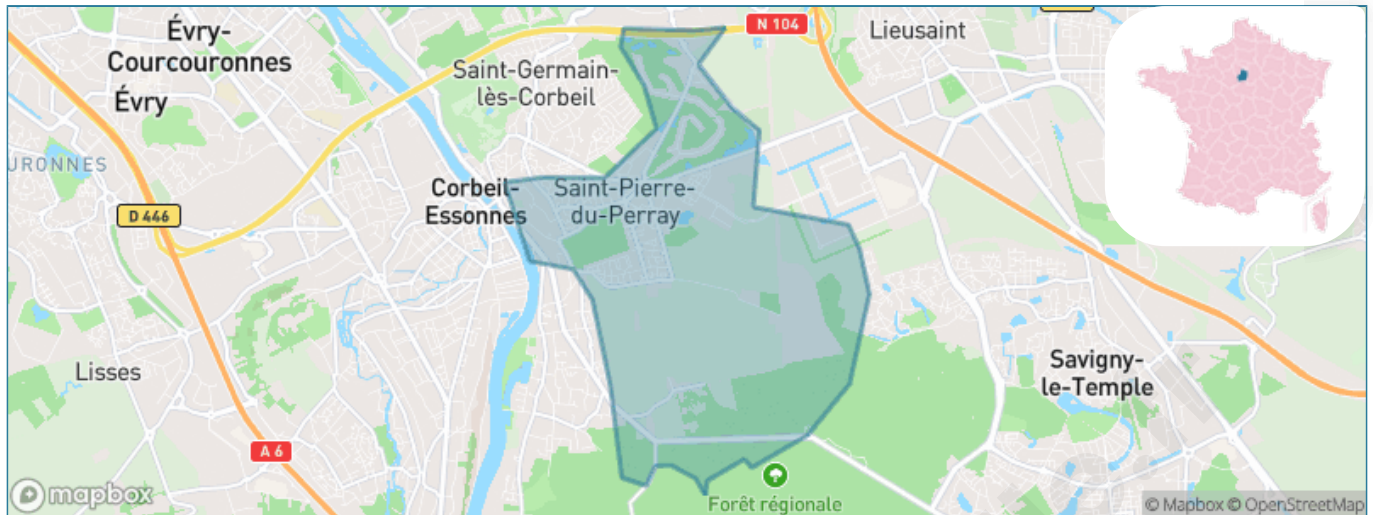 N 104
Évry-
Courcouronnes
Lieusaint
Saint-Germain-
lès-Corbeil
Évry
URONNES
Corbeil-
Essonnes
Saint-Pierre-
du-Perray
D 446
Savigny-
le-Temple
Lisses
A 6
Forêt régionale
mapbox
© Mapbox © OpenStreetMap